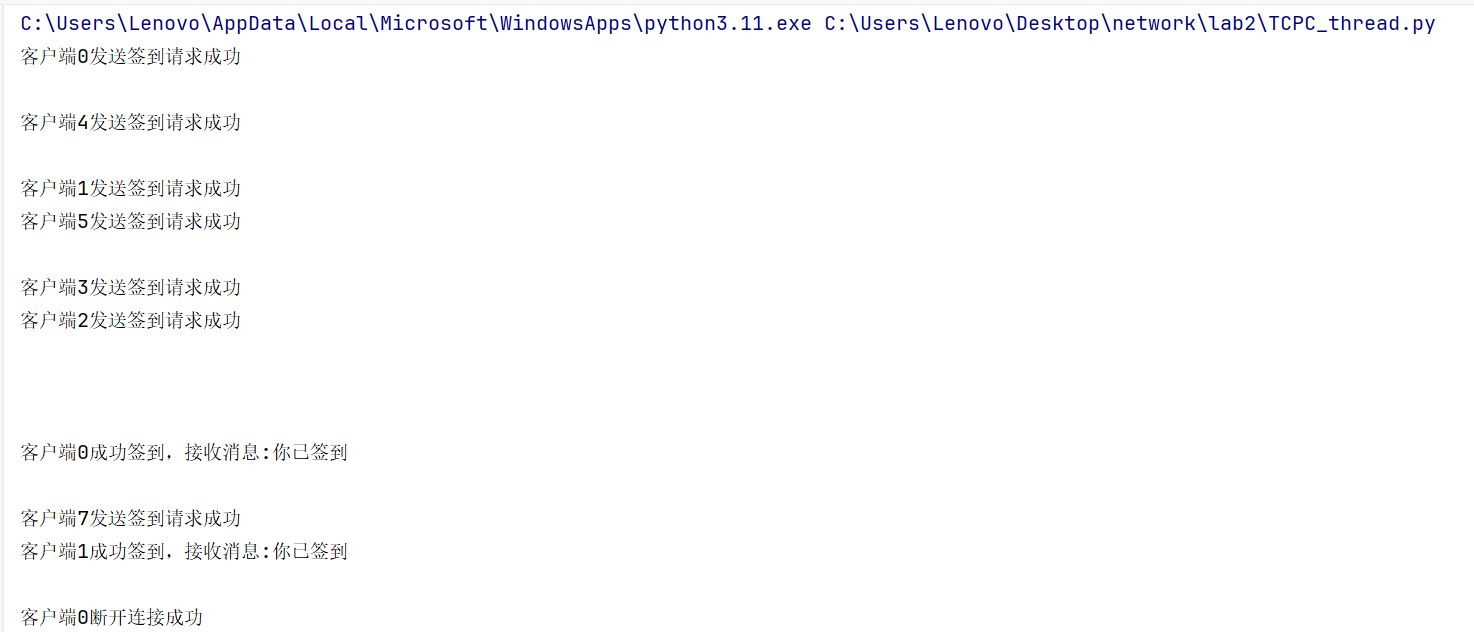 C:\Users\Lenovo\AppData\Local\Microsoft\WindowsApps\python3.11.exe C:\Users\Lenovo\Desktop\network\lab2\TCPC_thread.py
客户端0发送签到请求成功
客户端4发送签到请求成功
客户端1发送签到请求成功
客户端5发送签到请求成功
客户端3发送签到请求成功
客户端2发送签到请求成功
客户端0成功签到，接收消息:你已签到
客户端7发送签到请求成功
客户端1成功签到，接收消息:你已签到
客户端0断开连接成功